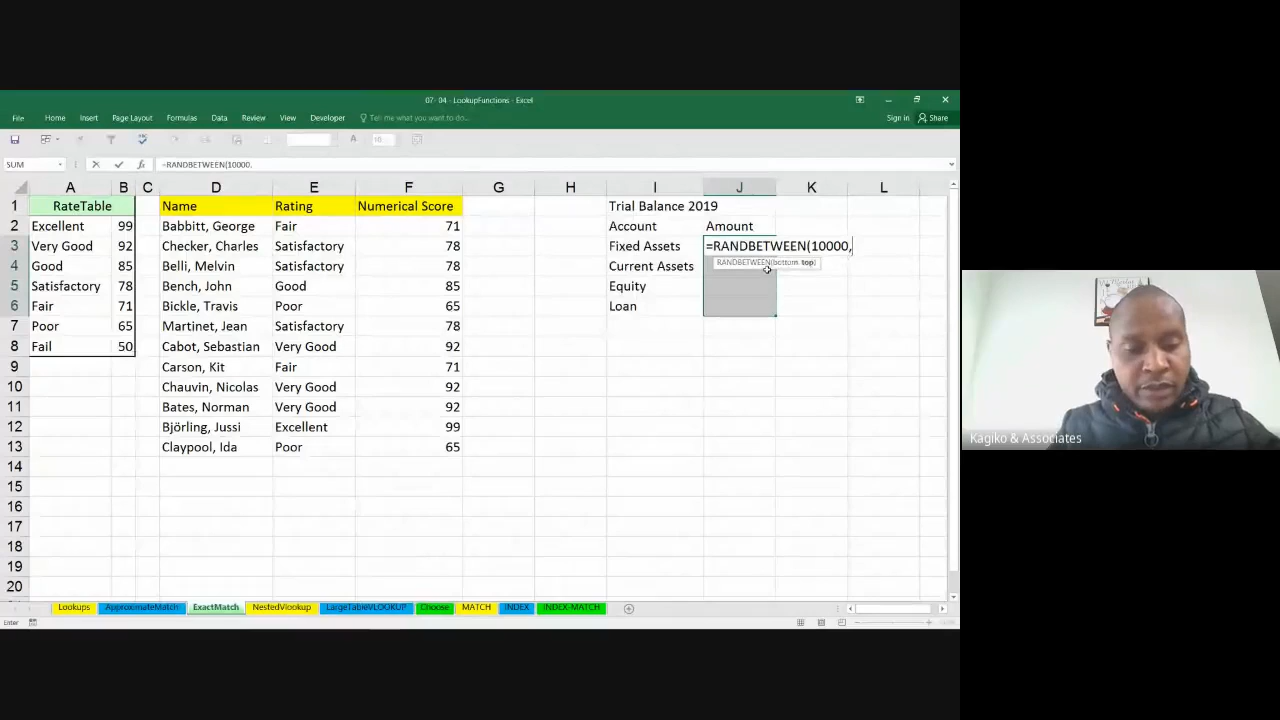 07- 04 - LookupFunctions - Excel
File Home Insert Page Layout Formulas Data Review View Developer Tell me what you want to do... Sign in Share
10
SUM fx =RANDBETWEEN(10000,
A B C D E F G H I J K L
1 RateTable Name Rating Numerical Score Trial Balance 2019
2 Excellent 99 Babbitt, George Fair 71 Account Amount
3 Very Good 92 Checker, Charles Satisfactory 78 Fixed Assets =RANDBETWEEN(10000,
4 Good 85 Belli, Melvin Satisfactory 78 Current Assets RANDBETWEEN(bottom, top)
5 Satisfactory 78 Bench, John Good 85 Equity
6 Fair 71 Bickle, Travis Poor 65 Loan
7 Poor 65 Martinet, Jean Satisfactory 78
8 Fail 50 Cabot, Sebastian Very Good 92
9 Carson, Kit Fair 71
10 Chauvin, Nicolas Very Good 92
11 Bates, Norman Very Good 92
12 Björling, Jussi Excellent 99
13 Claypool, Ida Poor 65
14
15
16
17
18
19
20
Lookups ApproximateMatch ExactMatch NestedVlookup LargeTableVLOOKUP Choose MATCH INDEX INDEX-MATCH
Enter
Kagiko & Associates